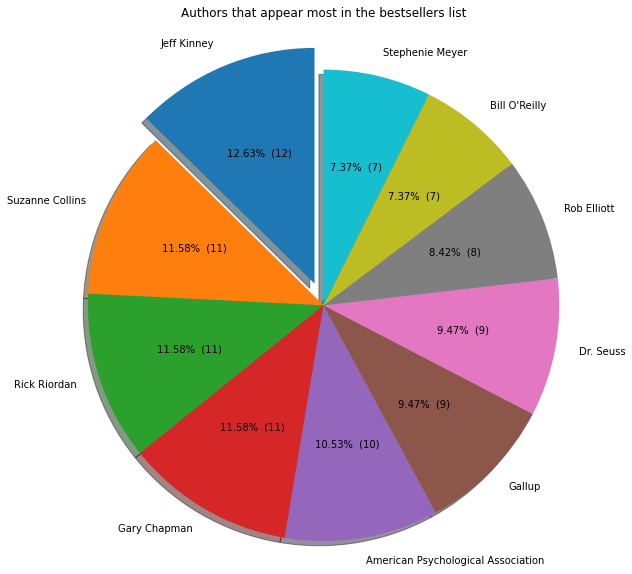 Authors that appear most in the bestsellers list
Jeff Kinney
12.63% (12)
Suzanne Collins
11.58% (11)
Rick Riordan
11.58% (11)
Gary Chapman
11.58% (11)
American Psychological Association
10.53% (10)
Gallup
9.47% (9)
Dr. Seuss
9.47% (9)
Rob Elliott
8.42% (8)
Bill O'Reilly
7.37% (7)
Stephenie Meyer
7.37% (7)